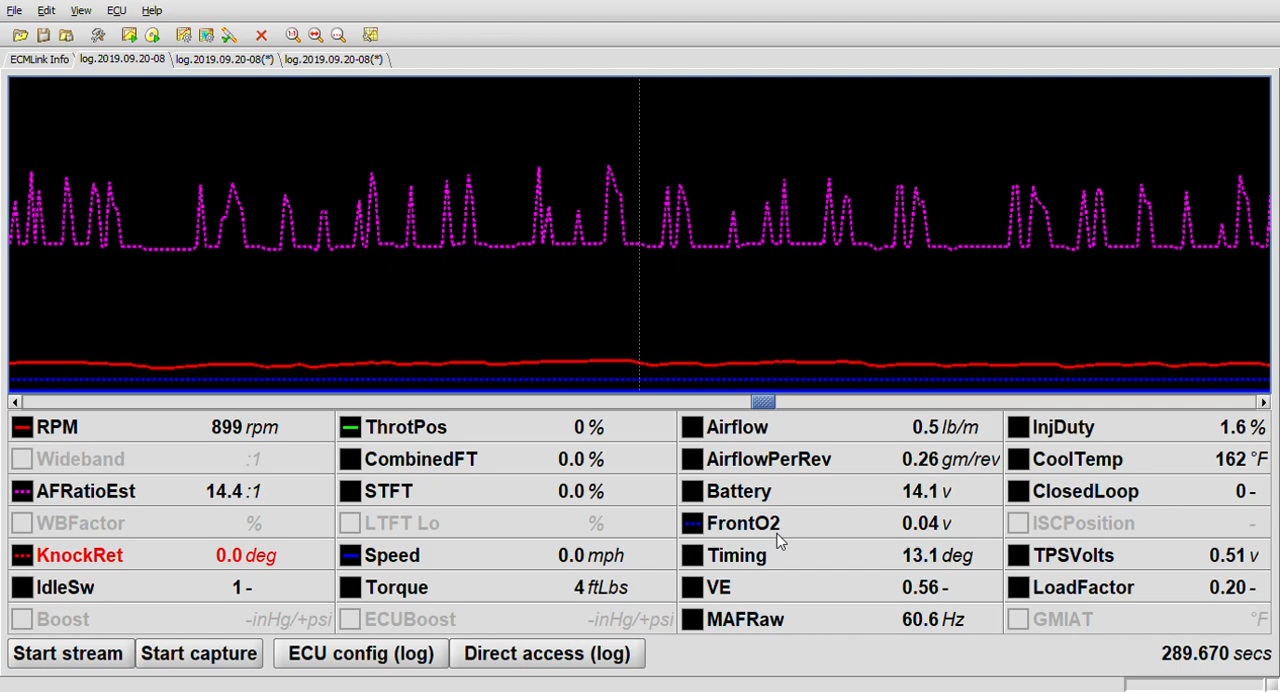 File Edit View ECU Help
ECMLink Info log.2019.09.20-08 log.2019.09.20-08(*) log.2019.09.20-08(*)
RPM 899 rpm ThrotPos 0 % Airflow 0.5 lb/m InjDuty 1.6 %
Wideband :1 CombinedFT 0.0 % AirflowPerRev 0.26 gm/rev CoolTemp 162 °F
AFRatioEst 14.4 :1 STFT 0.0 % Battery 14.1 v ClosedLoop 0 -
WBFactor % LTFT Lo % FrontO2 0.04 v ISCPosition -
KnockRet 0.0 deg Speed 0.0 mph Timing 13.1 deg TPSVolts 0.51 v
IdleSw 1 - Torque 4 ftLbs VE 0.56 - LoadFactor 0.20 -
Boost -inHg/+psi ECUBoost -inHg/+psi MAFRaw 60.6 Hz GMIAT °F
Start stream Start capture ECU config (log) Direct access (log) 289.670 secs